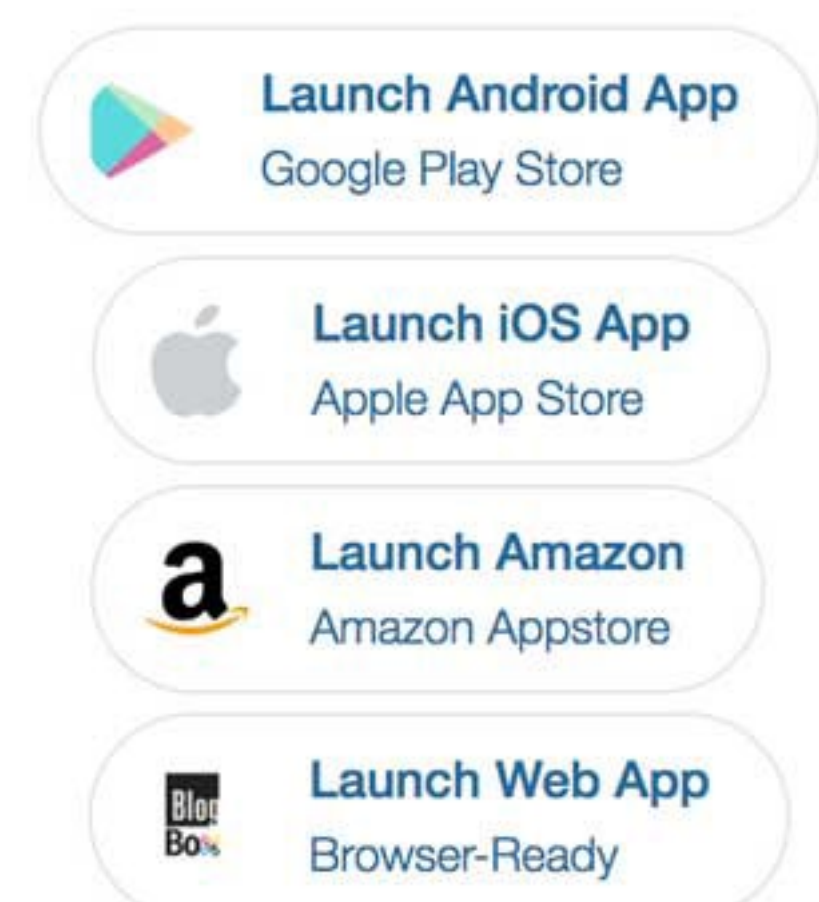 Launch Android App
Google Play Store
Launch iOS App
Apple App Store
a
Launch Amazon
Amazon Appstore
Blog
Launch Web App
Browser-Ready